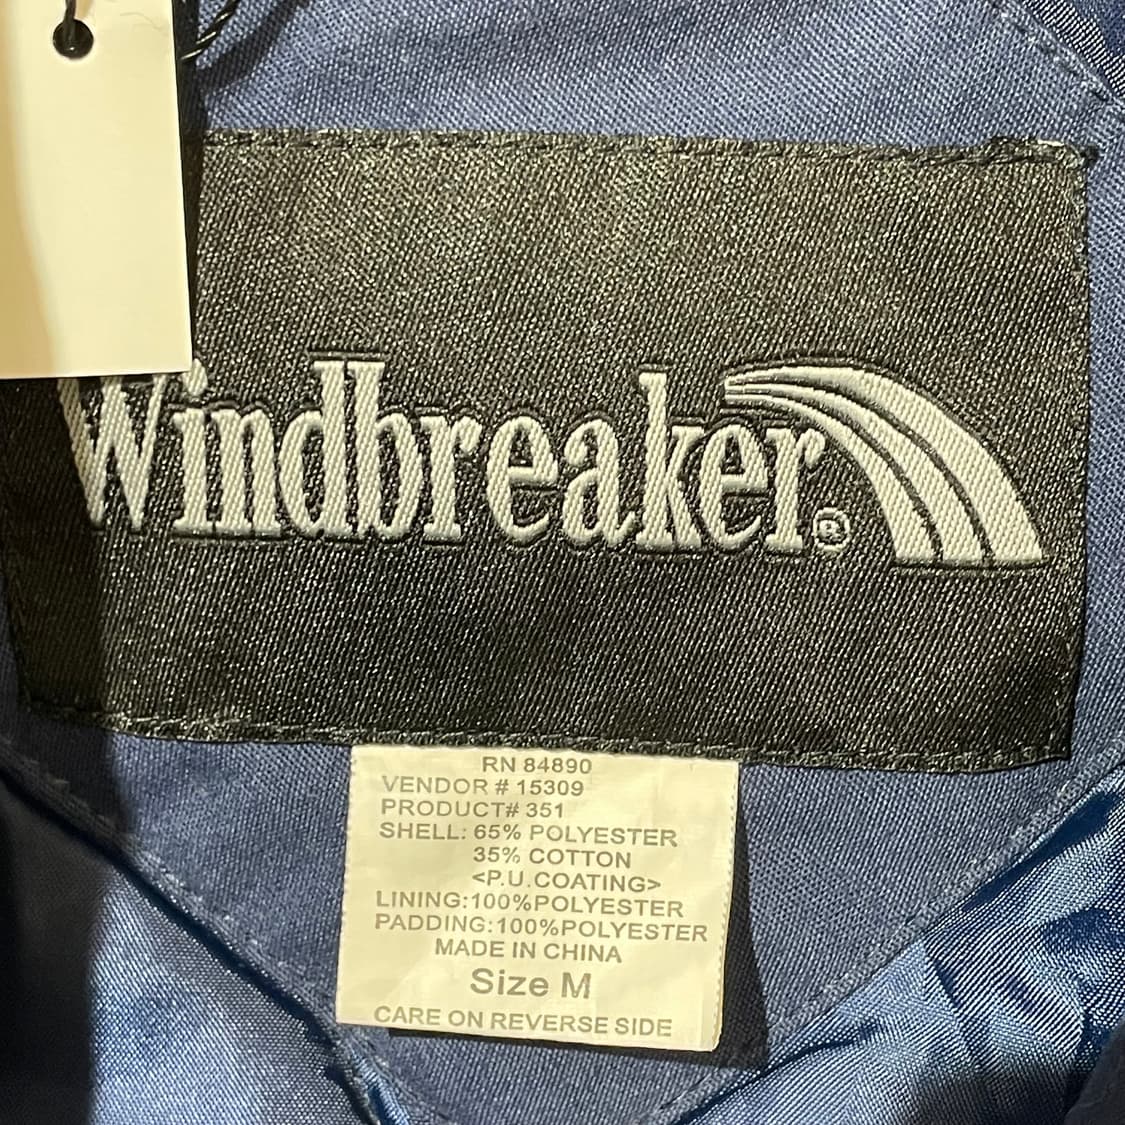 Windbreaker®
RN 84890
VENDOR # 15309
PRODUCT# 351
SHELL: 65% POLYESTER
35% COTTON
<P.U.COATING>
LINING:100%POLYESTER
PADDING:100%POLYESTER
MADE IN CHINA
Size M
CARE ON REVERSE SIDE